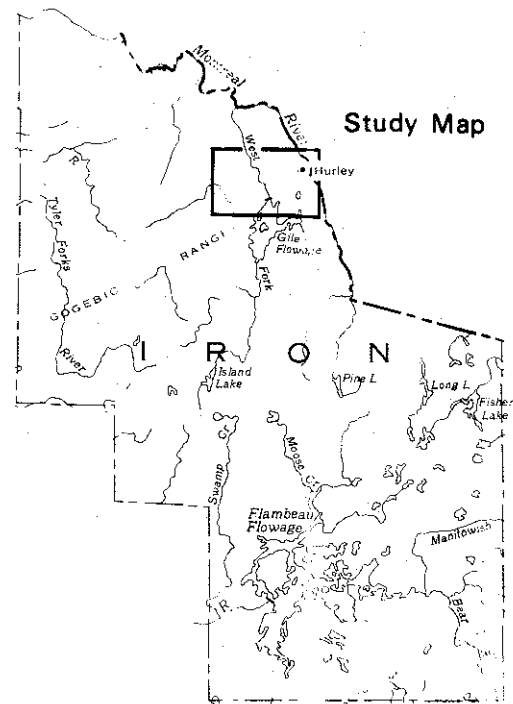 Study Map
Montreal
River
West
Hurley
R
Tyler
Forks
Gile
Flowage
GOGEBIC RANGE
Fork
River
IRON
Island
Lake
Pine L
Long L
Fisher
Lake
Swamp Cr
Moose Cr
Flambeau
Flowage
Manitowish
R
Bear